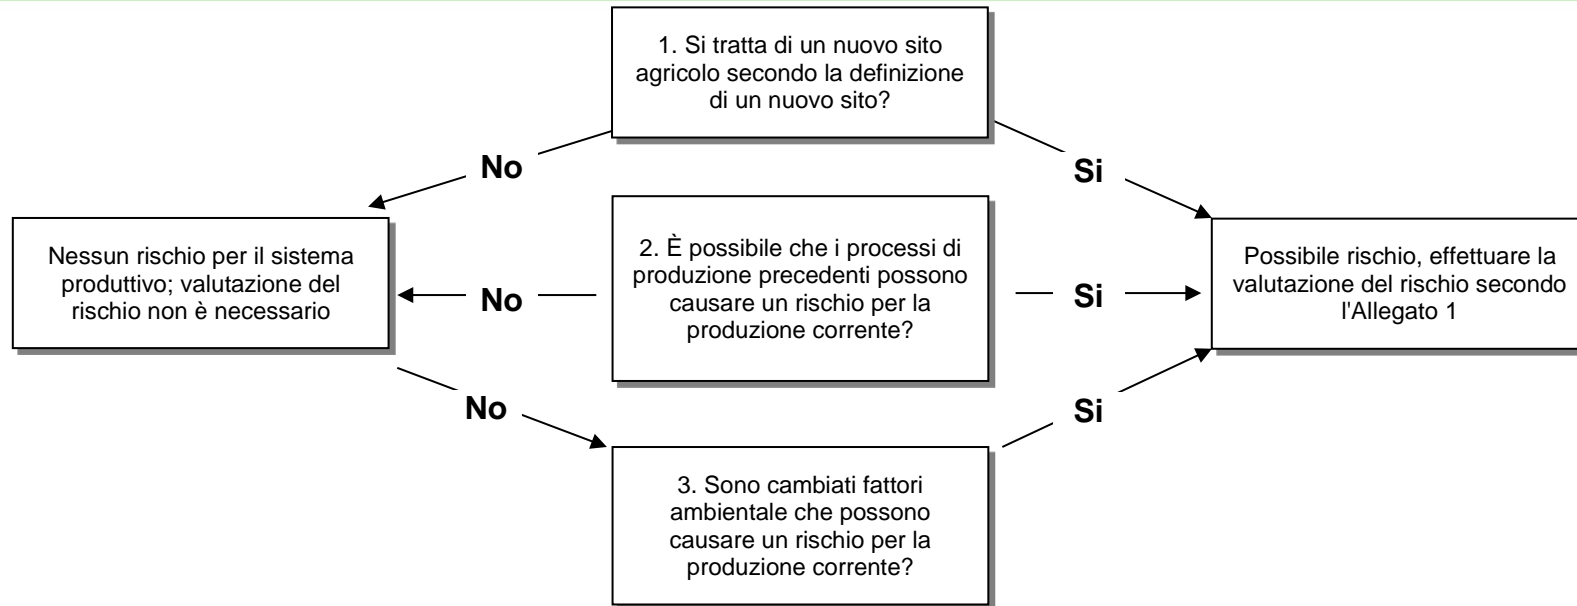 1. Si tratta di un nuovo sito
agricolo secondo la definizione
di un nuovo sito?
No
Si
Nessun rischio per il sistema
produttivo; valutazione del
rischio non è necessario
No
2. È possibile che i processi di
produzione precedenti possono
causare un rischio per la
produzione corrente?
Si
Possibile rischio, effettuare la
valutazione del rischio secondo
l'Allegato 1
No
Si
3. Sono cambiati fattori
ambientale che possono
causare un rischio per la
produzione corrente?